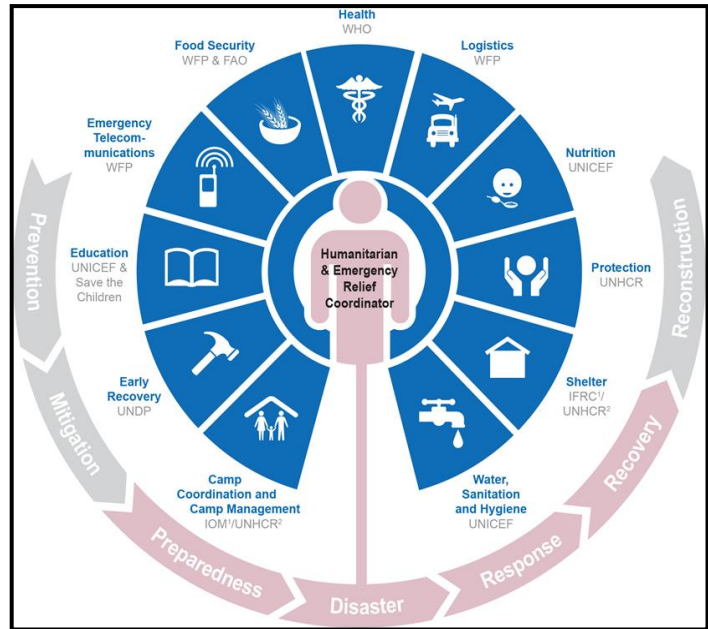 Health
WHO
Food Security
WFP & FAO
Logistics
WFP
Emergency
Telecom-
munications
WFP
Nutrition
UNICEF
Education
UNICEF &
Save the
Children
Humanitarian
& Emergency
Relief
Coordinator
Protection
UNHCR
Early
Recovery
UNDP
Shelter
IFRC¹/
UNHCR²
Camp
Coordination and
Camp Management
IOM¹/UNHCR²
Water,
Sanitation
and Hygiene
UNICEF
Prevention
Mitigation
Preparedness
Disaster
Response
Recovery
Reconstruction